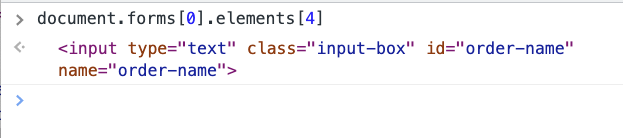 document.forms[0].elements[4]
<input type="text" class="input-box" id="order-name"
name="order-name">